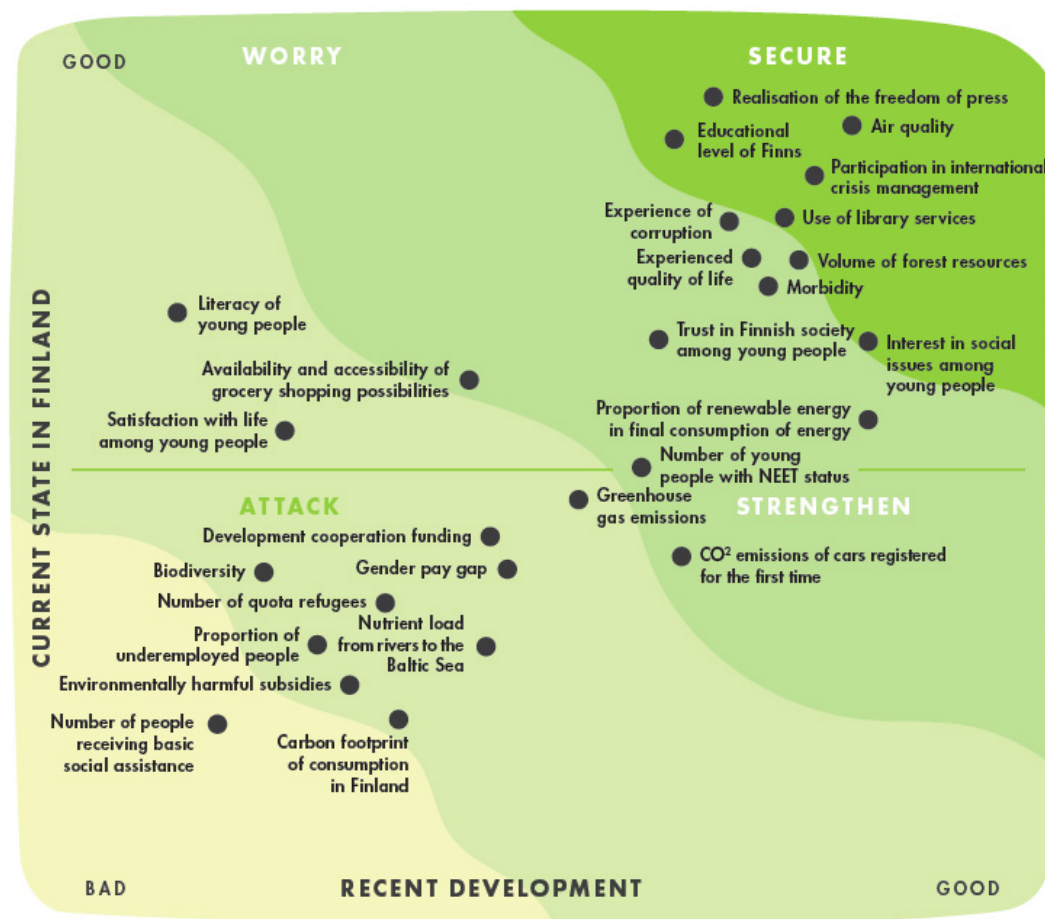 GOOD
WORRY
SECURE
Realisation of the freedom of press
Air quality
Educational
level of Finns
Participation in international
crisis management
Experience of
corruption
Use of library services
Experienced
quality of life
Volume of forest resources
Morbidity
Literacy of
young people
Trust in Finnish society
among young people
Interest in social
issues among
young people
Availability and accessibility of
grocery shopping possibilities
Satisfaction with life
among young people
Proportion of renewable energy
in final consumption of energy
Number of young
people with NEET status
CURRENT STATE IN FINLAND
ATTACK
Greenhouse
gas emissions
STRENGTHEN
Development cooperation funding
CO² emissions of cars registered
for the first time
Biodiversity
Gender pay gap
Number of quota refugees
Nutrient load
from rivers to the
Baltic Sea
Proportion of
underemployed people
Environmentally harmful subsidies
Number of people
receiving basic
social assistance
Carbon footprint
of consumption
in Finland
BAD
RECENT DEVELOPMENT
GOOD